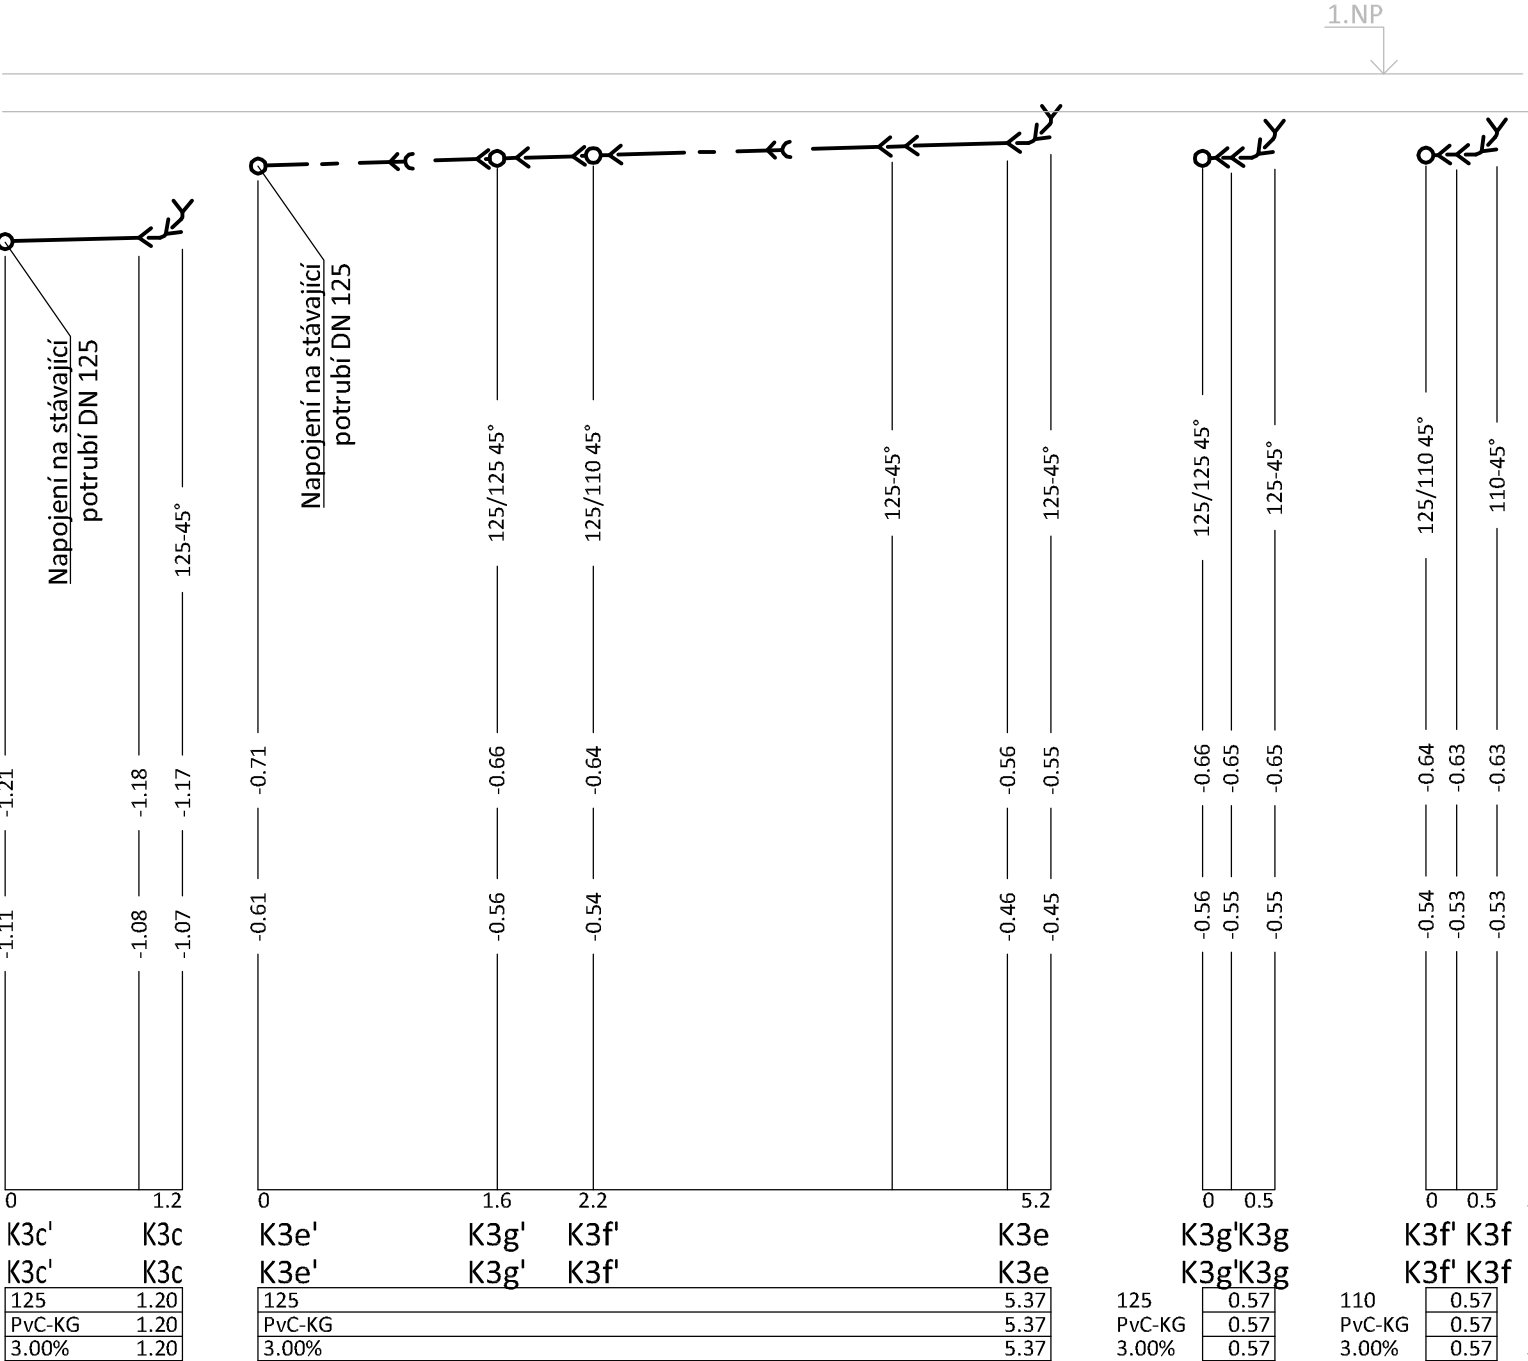 1.NP
Napojení na stávající
potrubí DN 125
Napojení na stávající
potrubí DN 125
125-45°
125/125 45°
125/110 45°
125-45°
125-45°
125/125 45°
125-45°
125/110 45°
110-45°
-1.21 -1.18 -1.17 -0.71 -0.66 -0.64 -0.56 -0.55 -0.66 -0.65 -0.65 -0.64 -0.63 -0.63
-1.11 -1.08 -1.07 -0.61 -0.56 -0.54 -0.46 -0.45 -0.56 -0.55 -0.55 -0.54 -0.53 -0.53
0 1.2 0 1.6 2.2 5.2 0 0.5 0 0.5
K3c' K3c K3e' K3g' K3f' K3e K3g' K3g K3f' K3f
K3c' K3c K3e' K3g' K3f' K3e K3g' K3g K3f' K3f
125 1.20 125 5.37 125 0.57 110 0.57
PvC-KG 1.20 PvC-KG 5.37 PvC-KG 0.57 PvC-KG 0.57
3.00% 1.20 3.00% 5.37 3.00% 0.57 3.00% 0.57